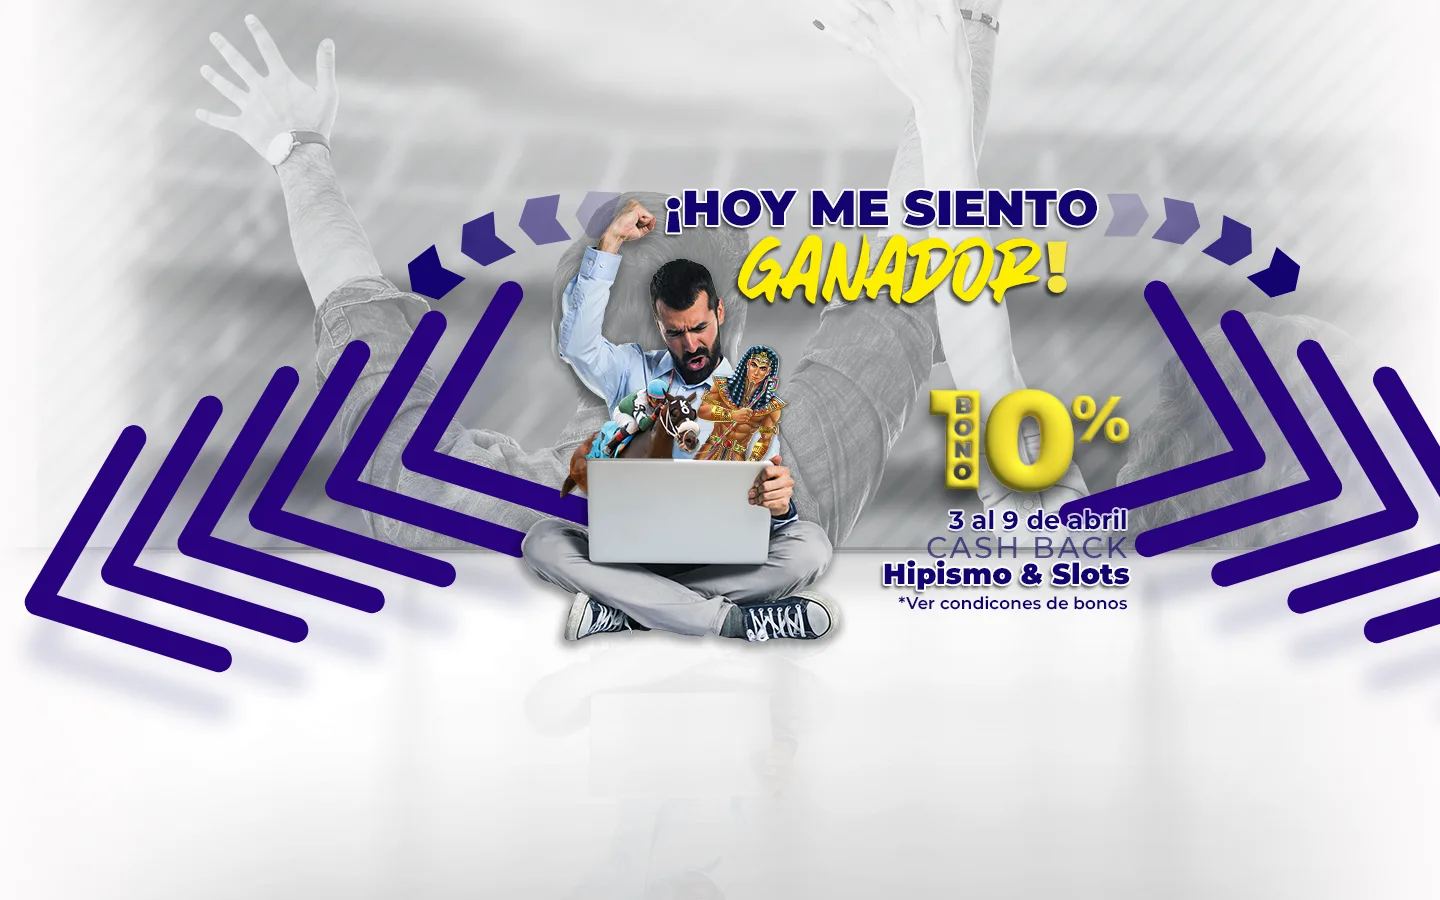 ¡HOY ME SIENTO
GANADOR!
BONO
10%
3 al 9 de abril
CASH BACK
Hipismo & Slots
*Ver condicones de bonos
8